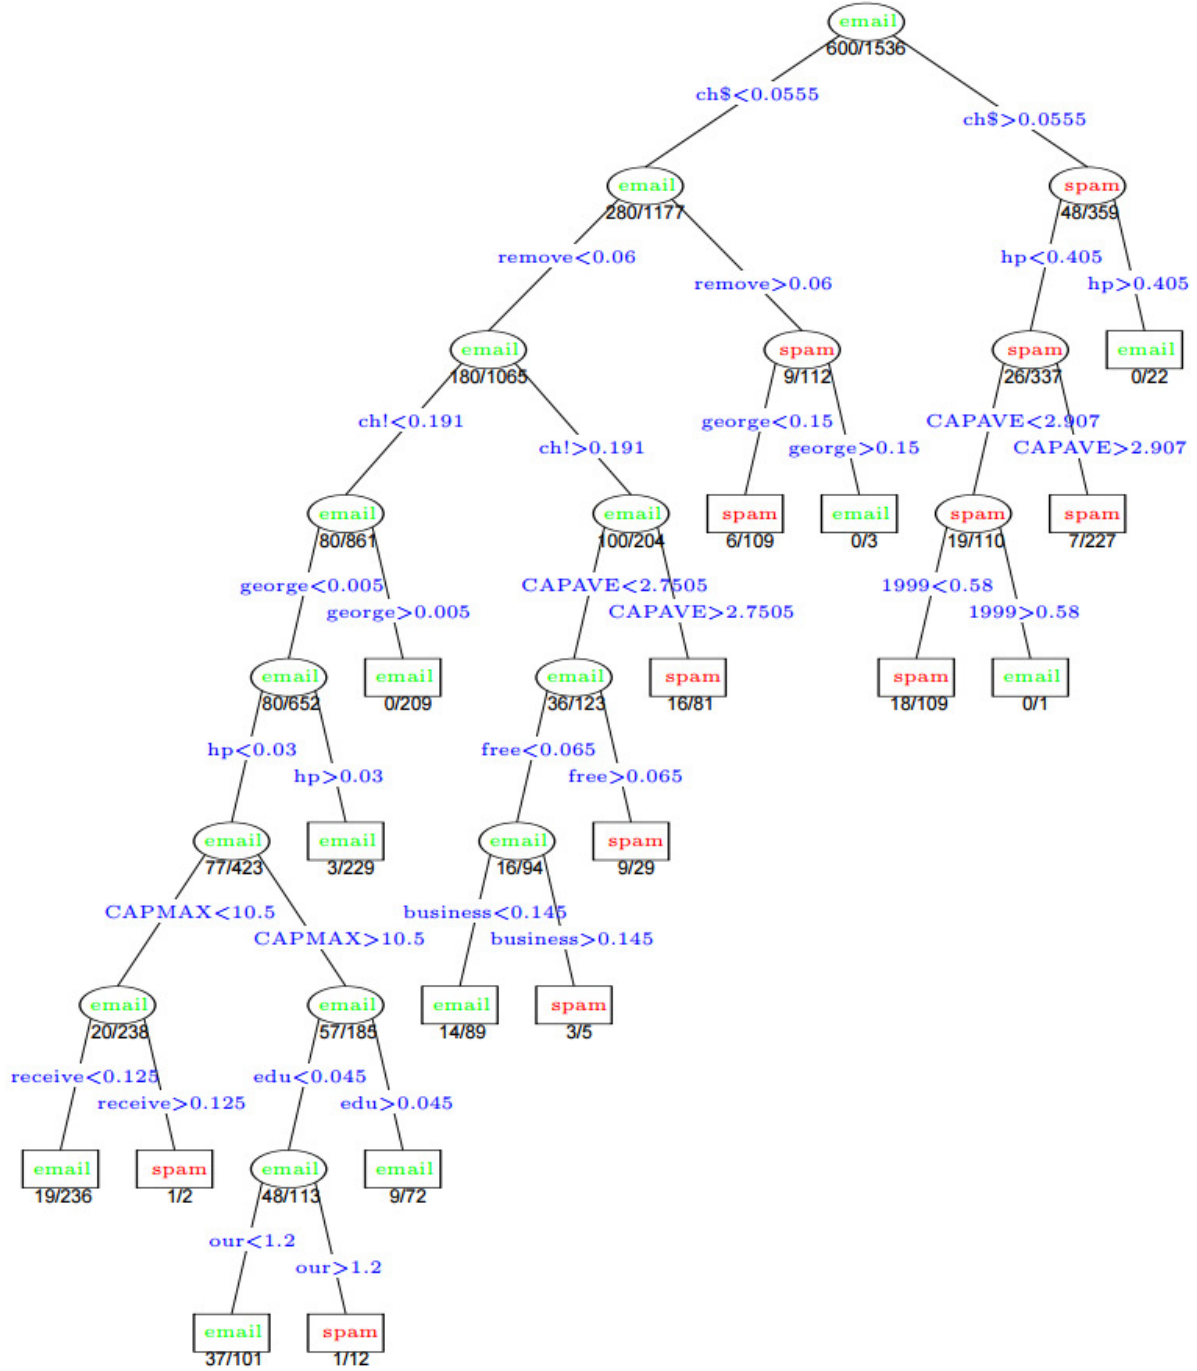 email
600/1536
ch$<0.0555
ch$>0.0555
email
280/1177
spam
48/359
remove<0.06
remove>0.06
hp<0.405
hp>0.405
email
180/1065
spam
9/112
spam
26/337
email
0/22
ch!<0.191
ch!>0.191
george<0.15
george>0.15
CAPAVE<2.907
CAPAVE>2.907
email
80/861
email
100/204
spam
6/109
email
0/3
spam
19/110
spam
7/227
george<0.005
george>0.005
CAPAVE<2.7505
CAPAVE>2.7505
1999<0.58
1999>0.58
email
80/652
email
0/209
email
36/123
spam
16/81
spam
18/109
email
0/1
hp<0.03
hp>0.03
free<0.065
free>0.065
email
77/423
email
3/229
email
16/94
spam
9/29
CAPMAX<10.5
CAPMAX>10.5
business<0.145
business>0.145
email
20/238
email
57/185
email
14/89
spam
3/5
receive<0.125
receive>0.125
edu<0.045
edu>0.045
email
19/236
spam
1/2
email
48/113
email
9/72
our<1.2
our>1.2
email
37/101
spam
1/12